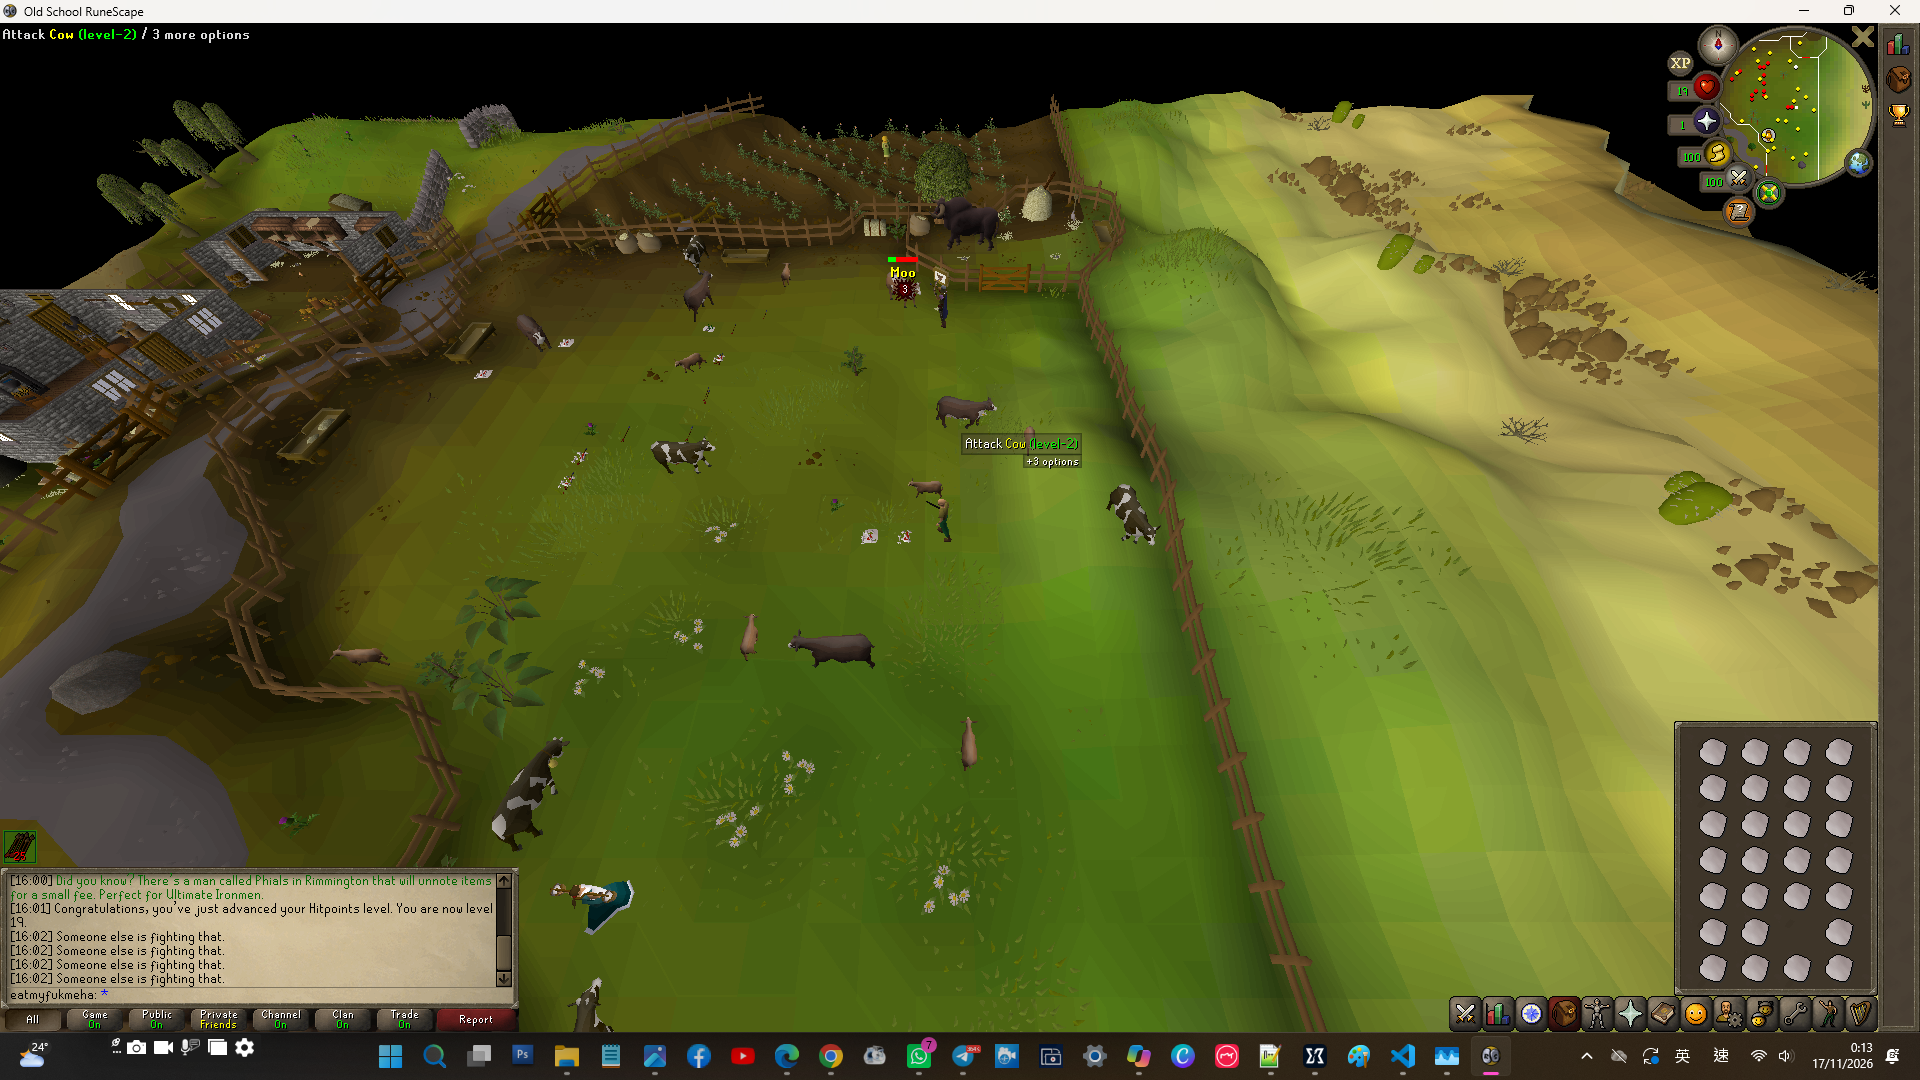 Old School RuneScape
Attack Cow (level-2) / 3 more options
N
XP
19
1
100
100
Moo
3
Attack Cow (level-2)
+3 options
23
[16:00] Did you know? There's a man called Phials in Rimmington that will unnote items
for a small fee. Perfect for Ultimate Ironmen.
[16:01] Congratulations, you've just advanced your Hitpoints level. You are now level
19.
[16:02] Someone else is fighting that.
[16:02] Someone else is fighting that.
[16:02] Someone else is fighting that.
[16:02] Someone else is fighting that.
eatmyfukmeha: *
All
Game
On
Public
On
Private
Friends
Channel
On
Clan
On
Trade
On
Report
24°
Ps
7
英
速
0:13
17/11/2026